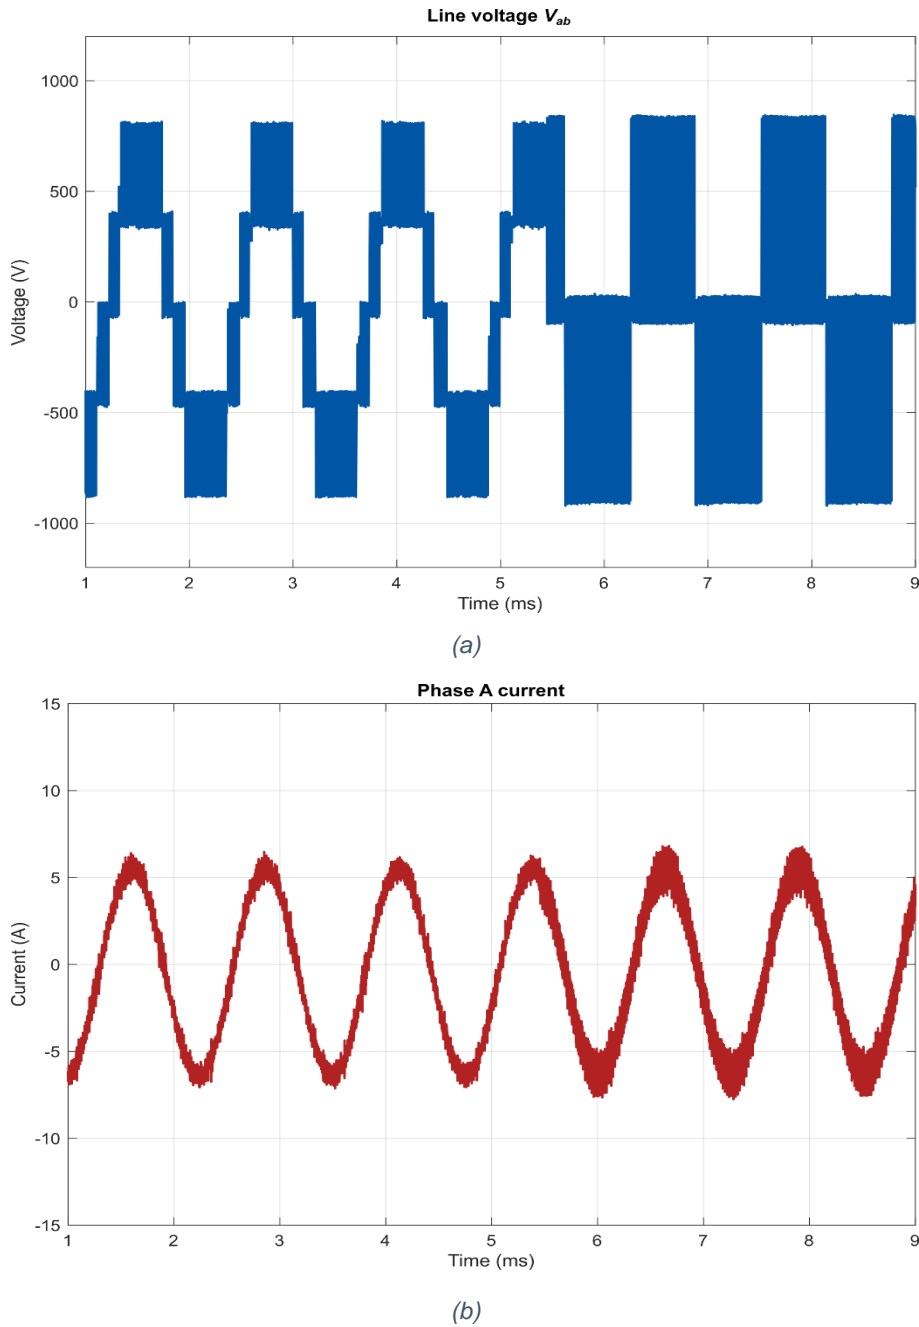 Line voltage Vab
Voltage (V)
1000
500
0
-500
-1000
1 2 3 4 5 6 7 8 9
Time (ms)
(a)
Phase A current
Current (A)
15
10
5
0
-5
-10
-15
1 2 3 4 5 6 7 8 9
Time (ms)
(b)